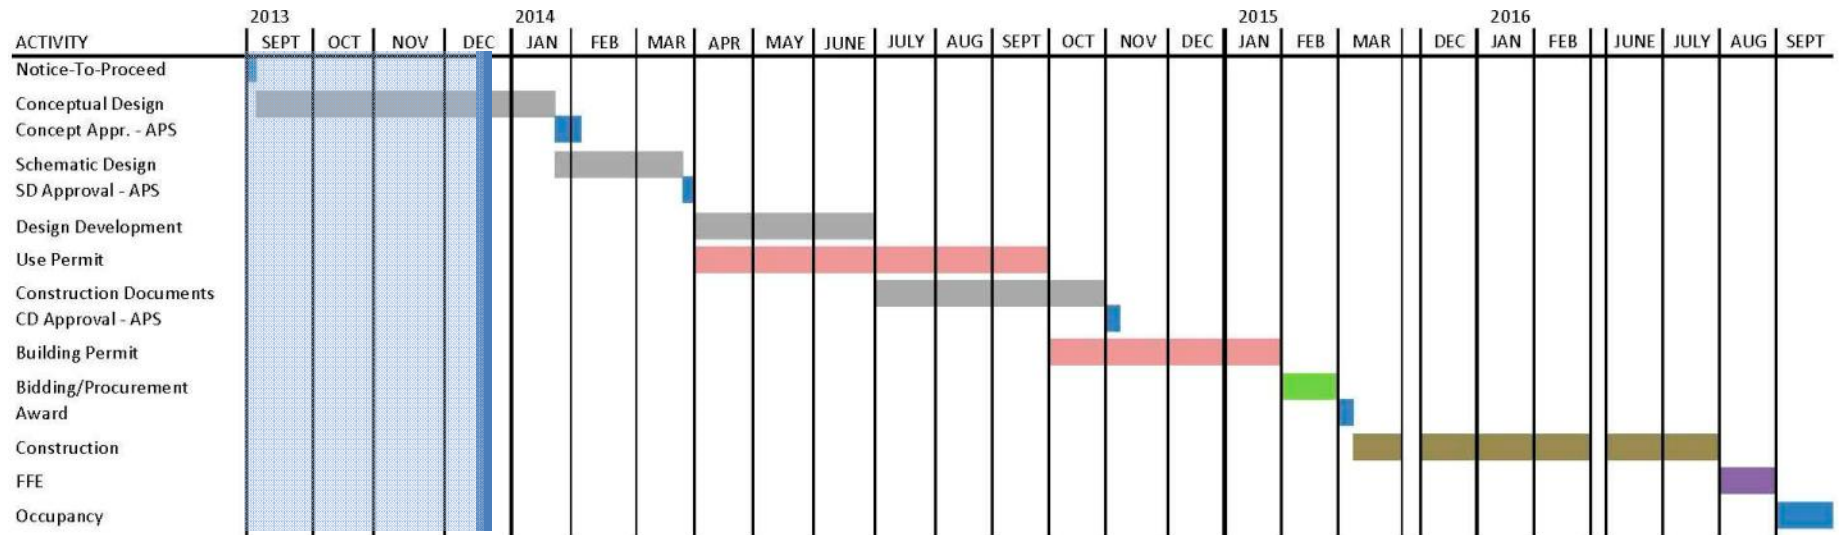 2013 2014 2015 2016
ACTIVITY SEPT OCT NOV DEC JAN FEB MAR APR MAY JUNE JULY AUG SEPT OCT NOV DEC JAN FEB MAR DEC JAN FEB JUNE JULY AUG SEPT
Notice-To-Proceed
Conceptual Design
Concept Appr. - APS
Schematic Design
SD Approval - APS
Design Development
Use Permit
Construction Documents
CD Approval - APS
Building Permit
Bidding/Procurement
Award
Construction
FFE
Occupancy